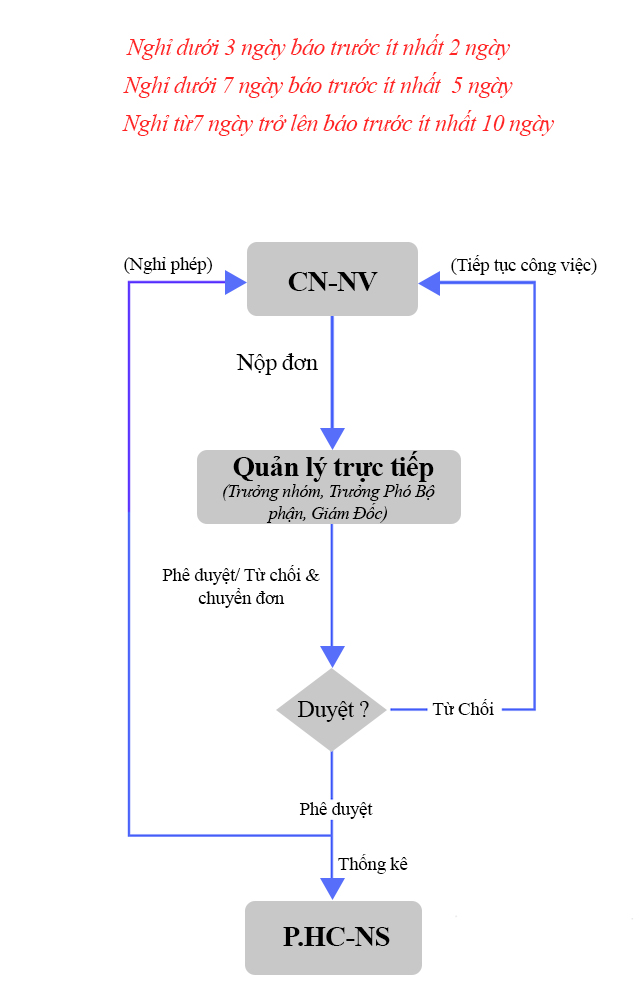 Nghỉ dưới 3 ngày báo trước ít nhất 2 ngày
Nghỉ dưới 7 ngày báo trước ít nhất 5 ngày
Nghỉ từ7 ngày trở lên báo trước ít nhất 10 ngày
(Nghỉ phép)
CN-NV
(Tiếp tục công việc)
Nộp đơn
Quản lý trực tiếp
(Trưởng nhóm, Trưởng Phó Bộ
phận, Giám Đốc)
Phê duyệt/ Từ chối &
chuyển đơn
Duyệt ?
Từ Chối
Phê duyệt
Thống kê
P.HC-NS